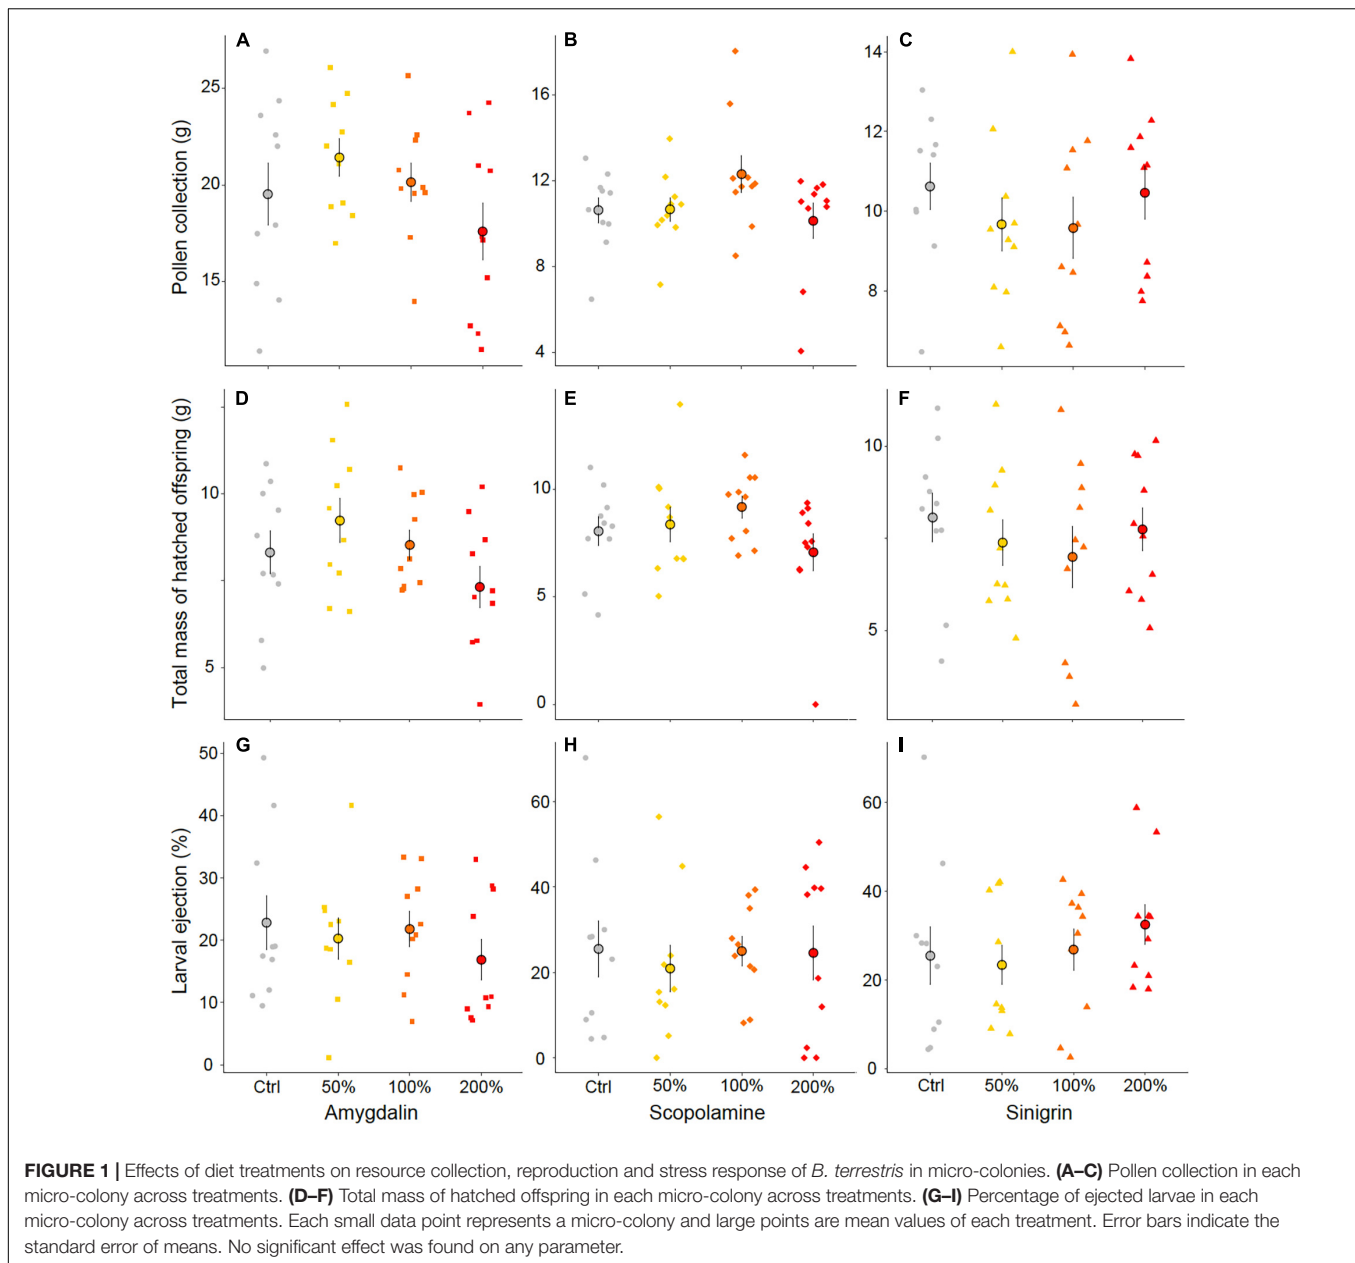 A B C
Pollen collection (g)
25
20
15
16
12
8
4
14
12
10
8
D E F
Total mass of hatched offspring (g)
10
5
10
5
0
10
5
G H I
Larval ejection (%)
50
40
30
20
10
0
60
40
20
0
60
40
20
0
Ctrl 50% 100% 200% Ctrl 50% 100% 200% Ctrl 50% 100% 200%
Amygdalin Scopolamine Sinigrin
FIGURE 1 | Effects of diet treatments on resource collection, reproduction and stress response of B. terrestris in micro-colonies. (A–C) Pollen collection in each
micro-colony across treatments. (D–F) Total mass of hatched offspring in each micro-colony across treatments. (G–I) Percentage of ejected larvae in each
micro-colony across treatments. Each small data point represents a micro-colony and large points are mean values of each treatment. Error bars indicate the
standard error of means. No significant effect was found on any parameter.